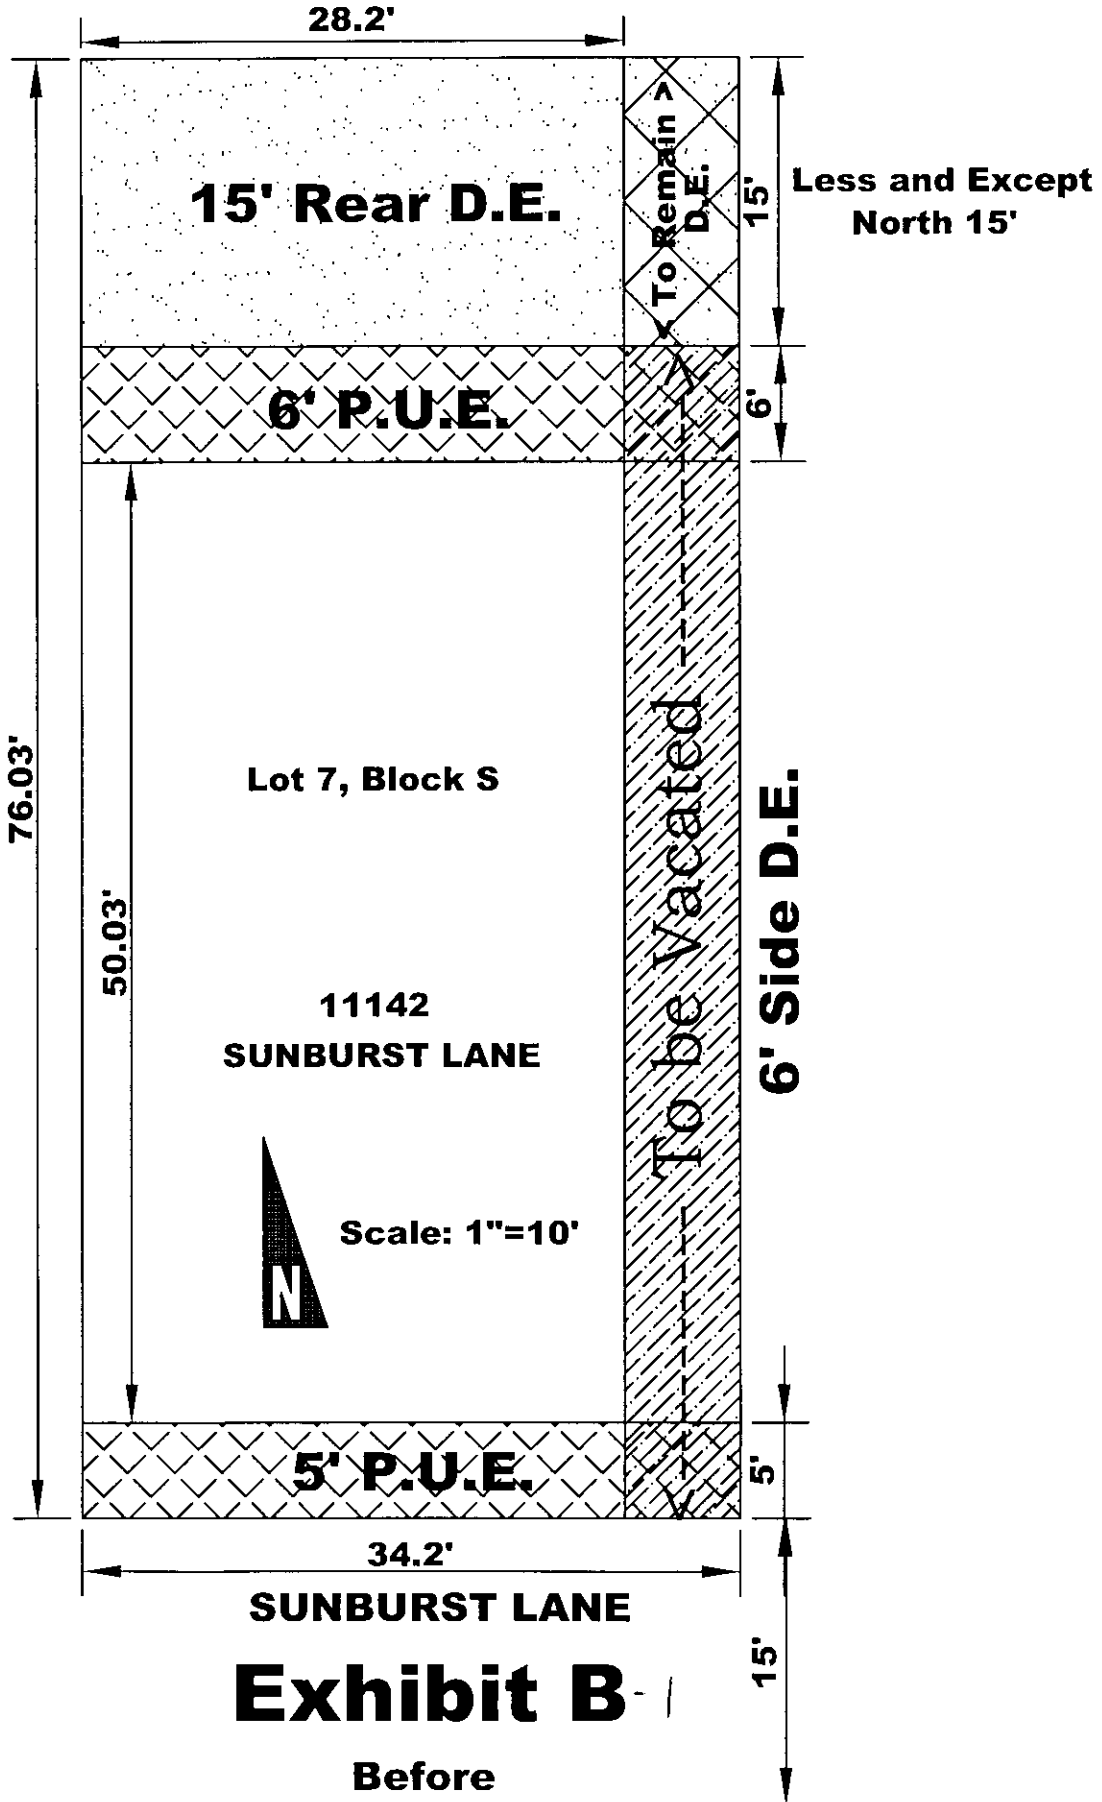 28.2'
15' Rear D.E.
< To Remain >
D.E.
15'
Less and Except
North 15'
6' P.U.E.
6'
76.03'
50.03'
Lot 7, Block S
To be Vacated
6' Side D.E.
11142
SUNBURST LANE
Scale: 1"=10'
N
5' P.U.E.
5'
34.2'
SUNBURST LANE
15'
Exhibit B-1
Before